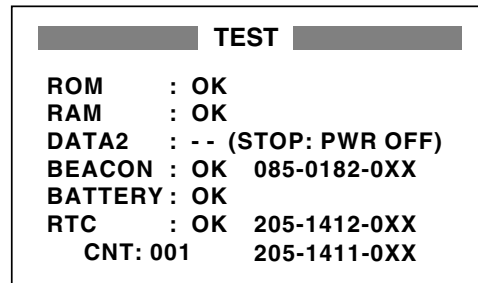 TEST
ROM : OK
RAM : OK
DATA2 : - - (STOP: PWR OFF)
BEACON : OK 085-0182-0XX
BATTERY : OK
RTC : OK 205-1412-0XX
CNT: 001 205-1411-0XX